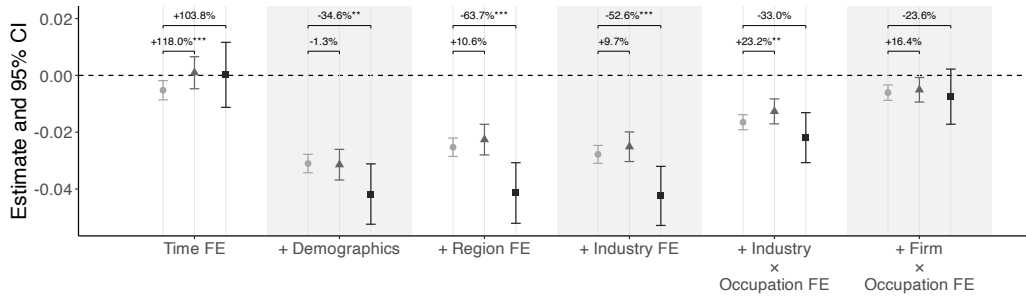 +103.8%
-34.6%**
-63.7%***
-52.6%***
-33.0%
-23.6%
+118.0%***
-1.3%
+10.6%
+9.7%
+23.2%**
+16.4%
Estimate and 95% CI
0.02
0.00
-0.02
-0.04
Time FE
+ Demographics
+ Region FE
+ Industry FE
+ Industry
×
Occupation FE
+ Firm
×
Occupation FE